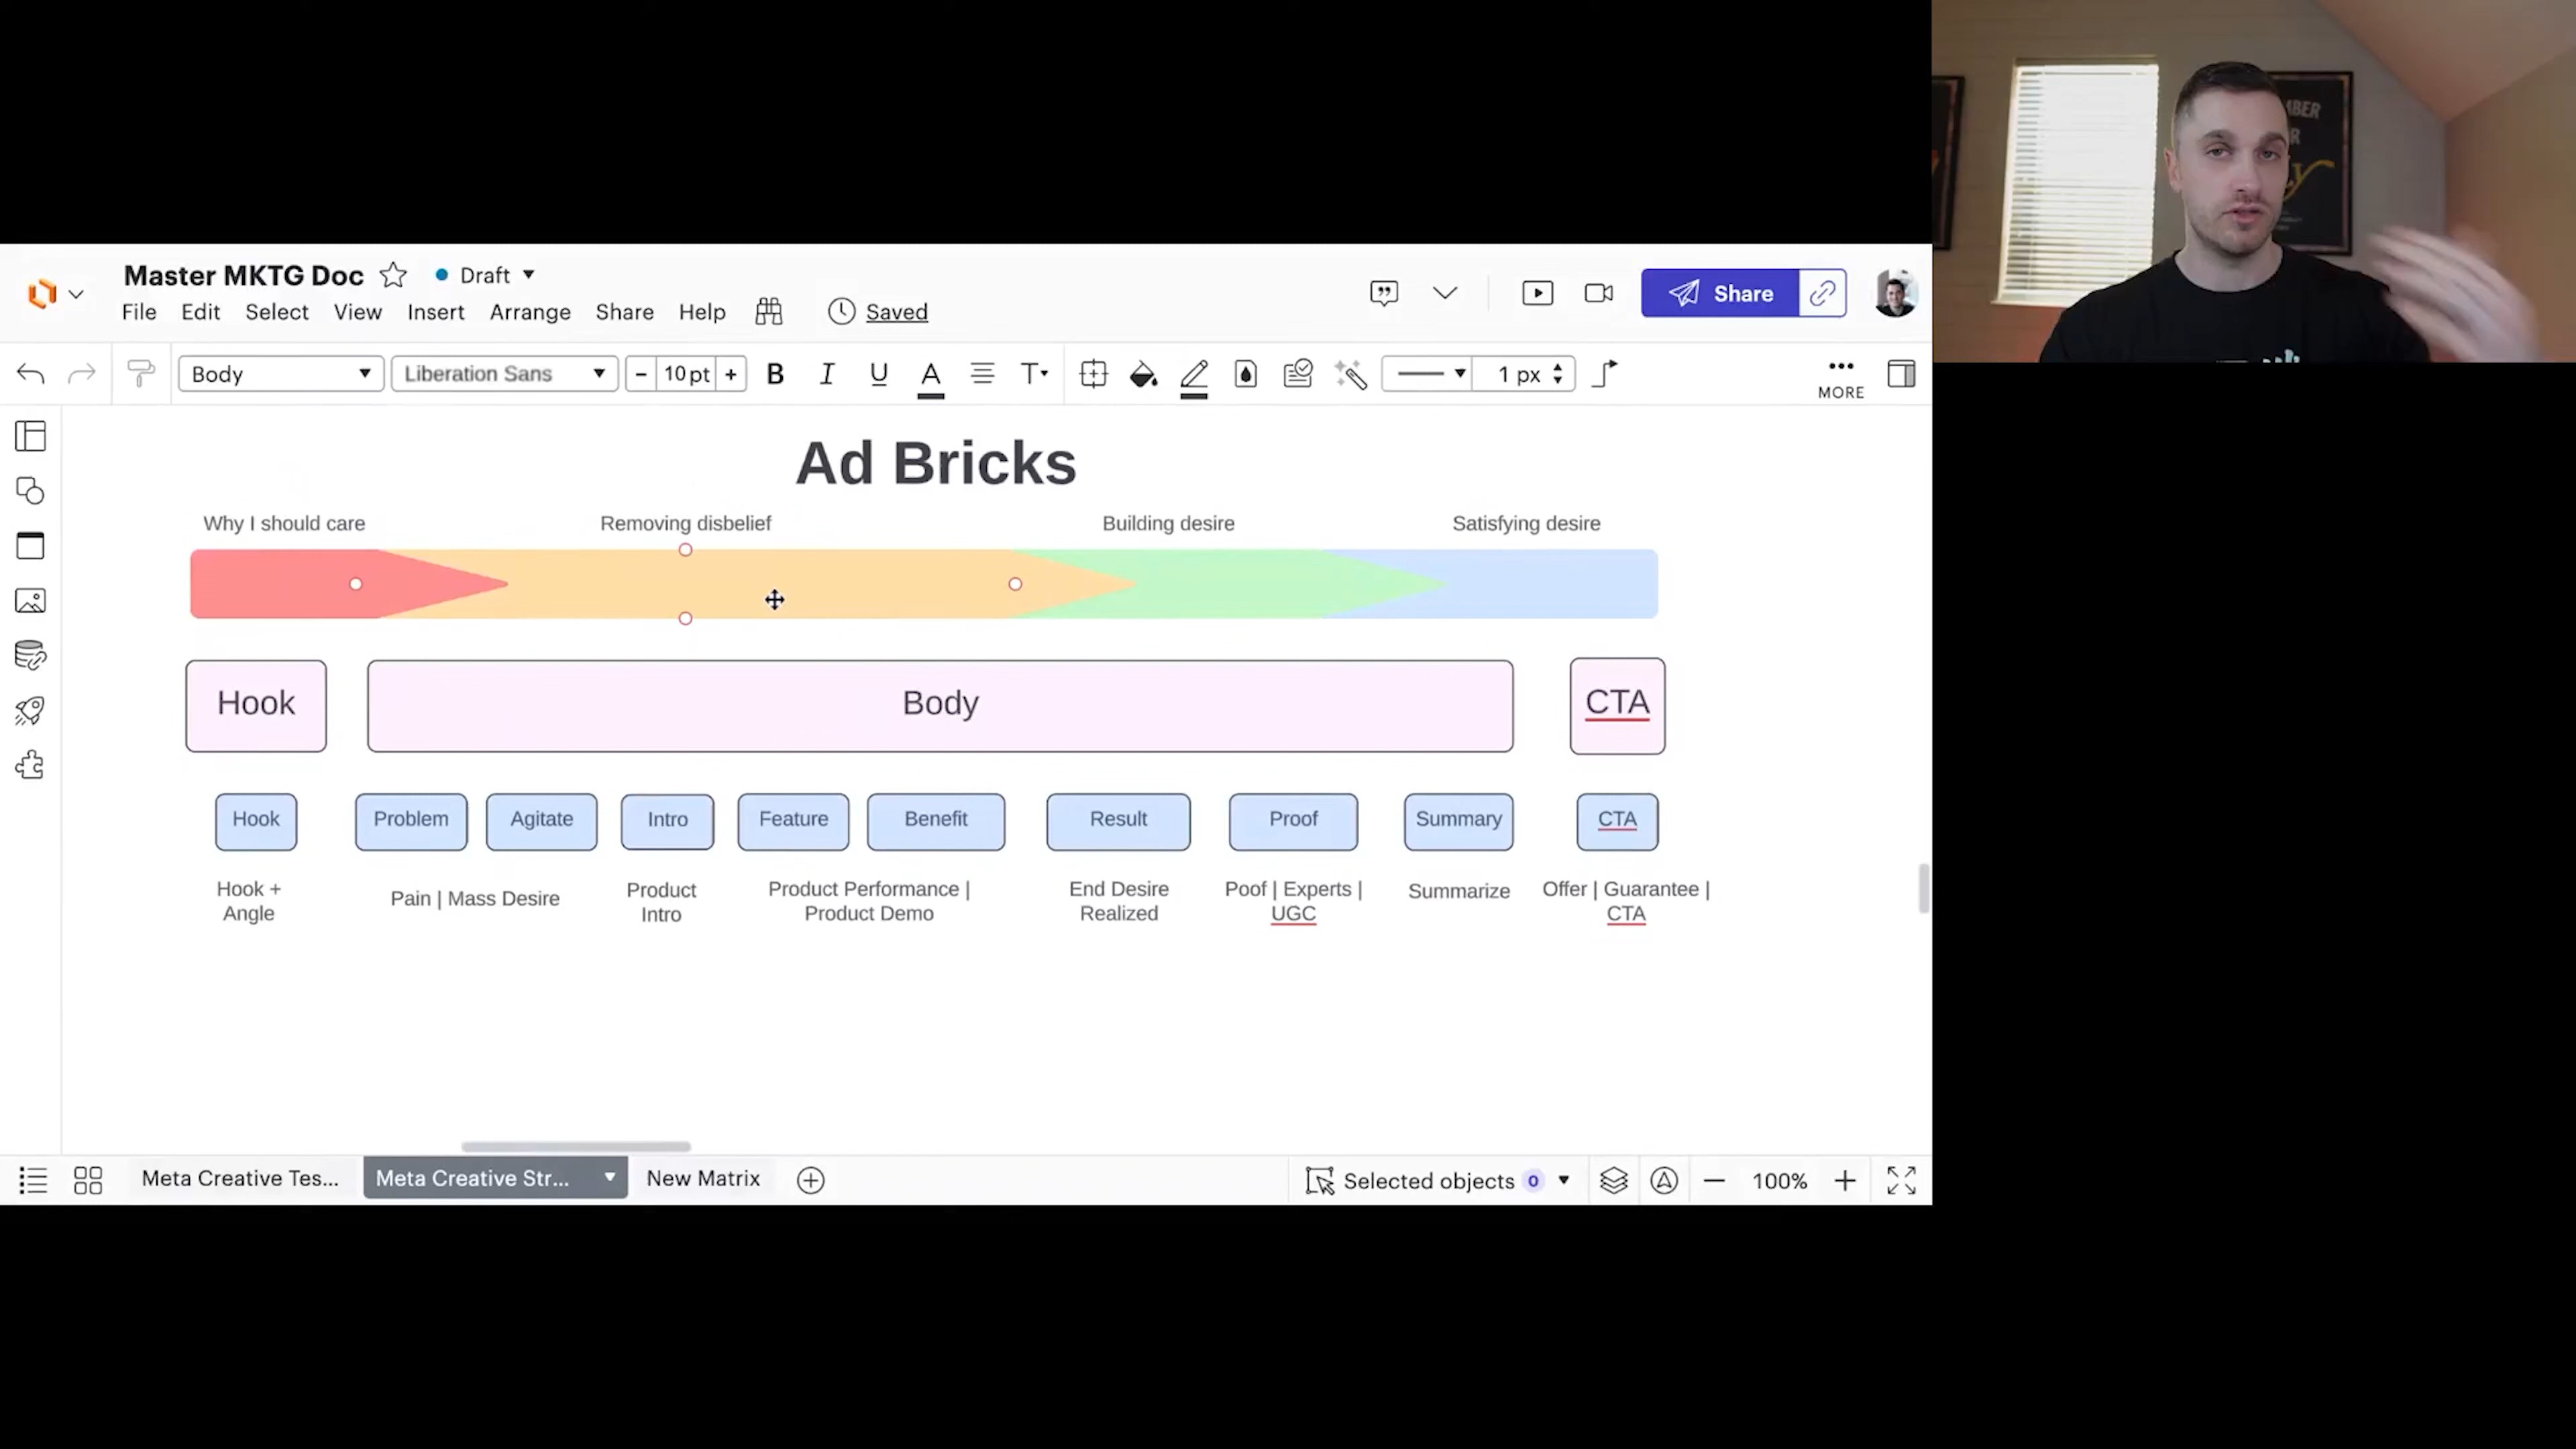 Master MKTG Doc
Draft
File Edit Select View Insert Arrange Share Help Saved
Share
Body Liberation Sans 10 pt B I U A T 1 px
MORE
Ad Bricks
Why I should care Removing disbelief Building desire Satisfying desire
Hook Body CTA
Hook Problem Agitate Intro Feature Benefit Result Proof Summary CTA
Hook +
Angle
Pain | Mass Desire
Product
Intro
Product Performance |
Product Demo
End Desire
Realized
Poof | Experts |
UGC
Summarize
Offer | Guarantee |
CTA
Meta Creative Tes... Meta Creative Str... New Matrix
Selected objects 0 100%